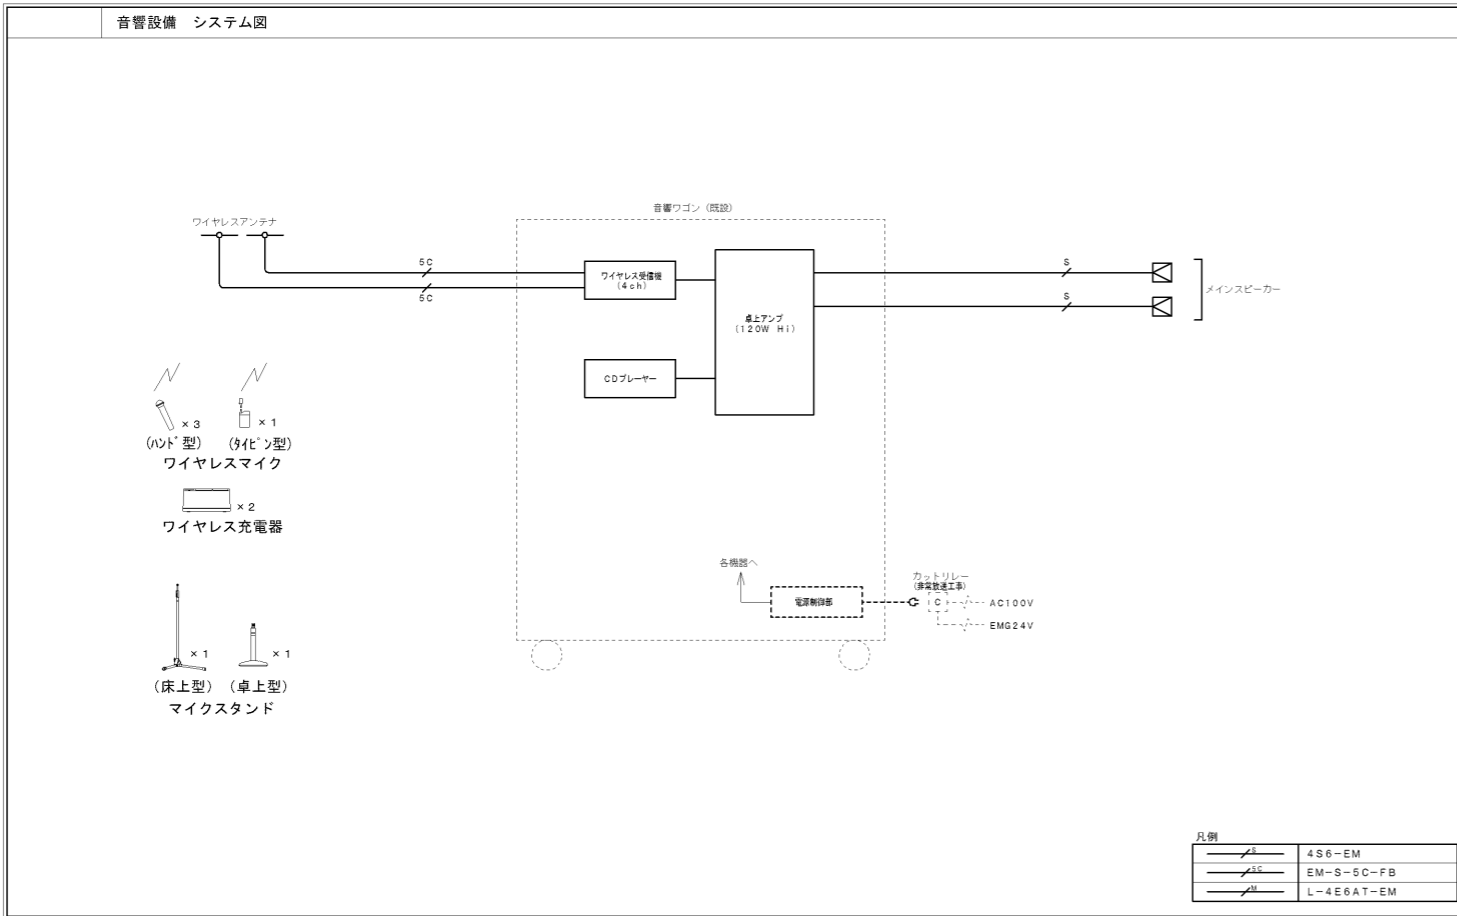 音響設備 システム図
音響ワゴン（既設）
ワイヤレスアンテナ
5C
5C
ワイヤレス受信機
(4ch)
卓上アンプ
(120W Hi)
CDプレーヤー
S
S
メインスピーカー
×3
×1
(ハンド型) (タイピン型)
ワイヤレスマイク
×2
ワイヤレス充電器
×1
×1
(床上型) (卓上型)
マイクスタンド
各機器へ
電源制御部
カットリレー
(非常放送工事)
C
AC100V
EMG24V
凡例
S 4S6-EM
5C EM-S-5C-FB
M L-4E6AT-EM